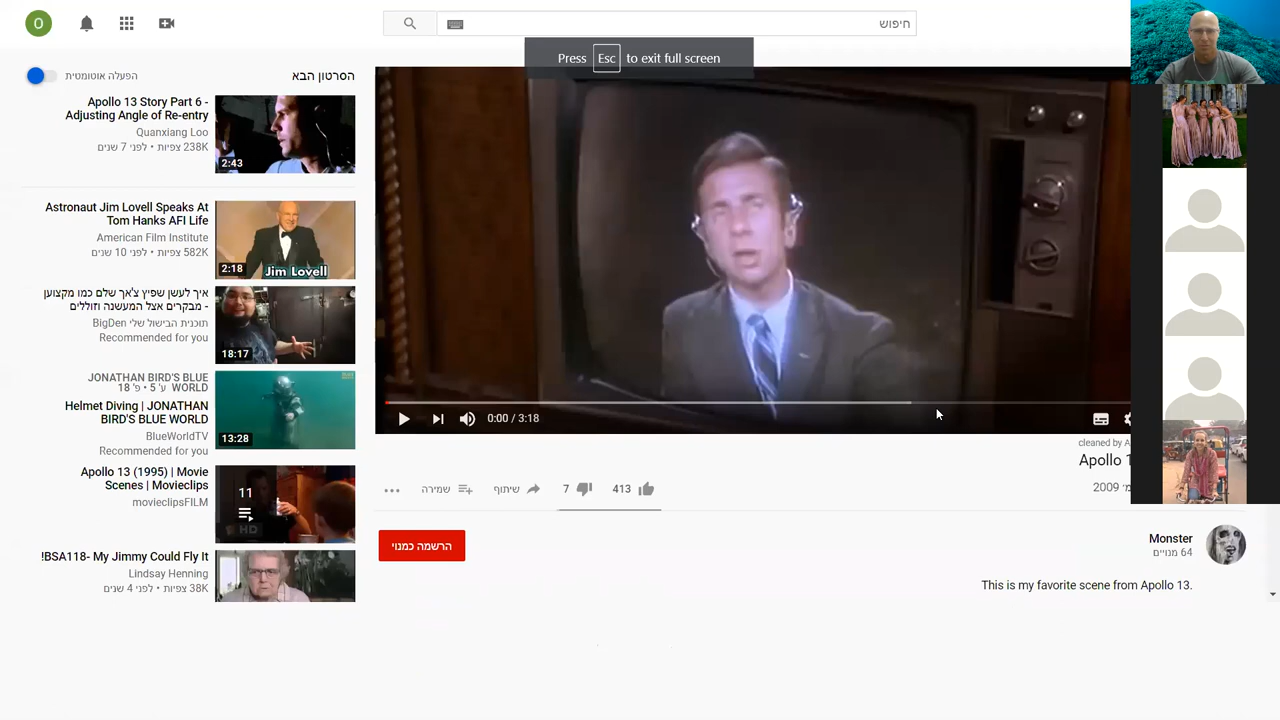 O
חיפוש
Press Esc to exit full screen
הסרטון הבא
הפעלה אוטומטית
Apollo 13 Story Part 6 -
Adjusting Angle of Re-entry
Quanxiang Loo
238K צפיות • לפני 7 שנים
2:43
Astronaut Jim Lovell Speaks At
Tom Hanks AFI Life
American Film Institute
582K צפיות • לפני 10 שנים
2:18
Jim Lovell
איך לעשן שפיץ צ'אך שלם כמו מקצוען
- מבקרים אצל המעשנה וזוללים
תוכנית הבישול שלי BigDen
Recommended for you
18:17
JONATHAN BIRD'S BLUE
WORLD ע' 5 • פ' 18
Helmet Diving | JONATHAN
BIRD'S BLUE WORLD
BlueWorldTV
Recommended for you
13:28
Apollo 13 (1995) | Movie
Scenes | Movieclips
movieclipsFILM
11
HD
BSA118- My Jimmy Could Fly It!
Lindsay Henning
38K צפיות • לפני 4 שנים
0:00 / 3:18
cleaned by A
Apollo 1
2009
413
7
שיתוף
שמירה
הרשמה כמנוי
Monster
64 מנויים
This is my favorite scene from Apollo 13.